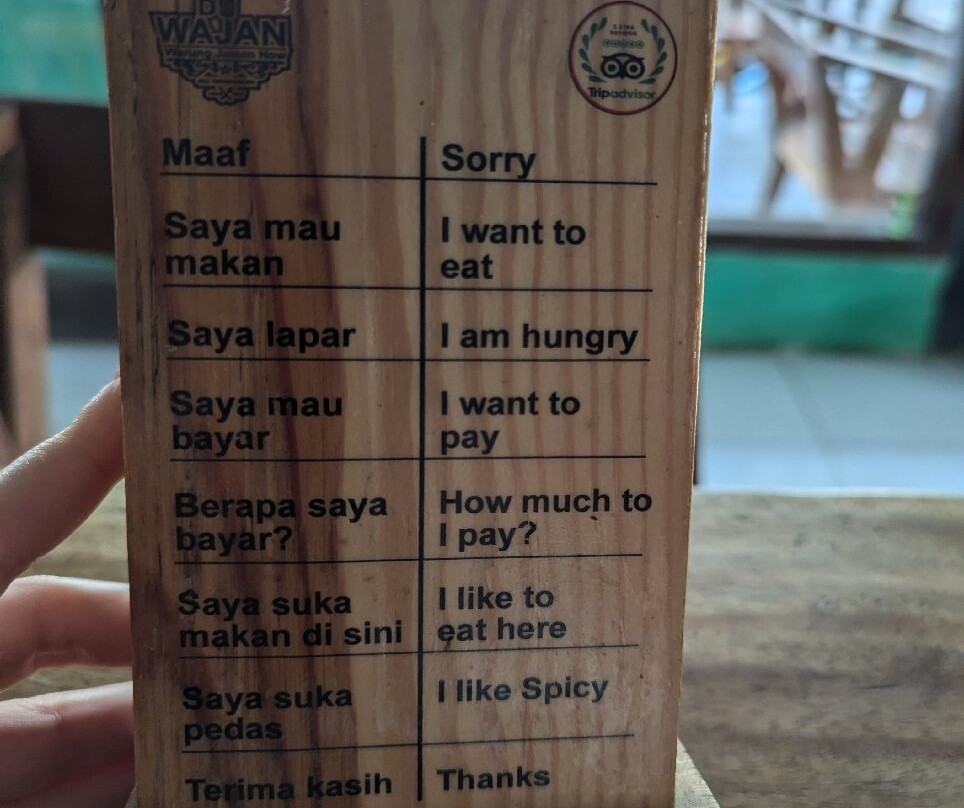 WAJAN
Tripadvisor
Maaf
Sorry
Saya mau
makan
I want to
eat
Saya lapar
I am hungry
Saya mau
bayar
I want to
pay
Berapa saya
bayar?
How much to
I pay?
Saya suka
makan di sini
I like to
eat here
Saya suka
pedas
I like Spicy
Terima kasih
Thanks